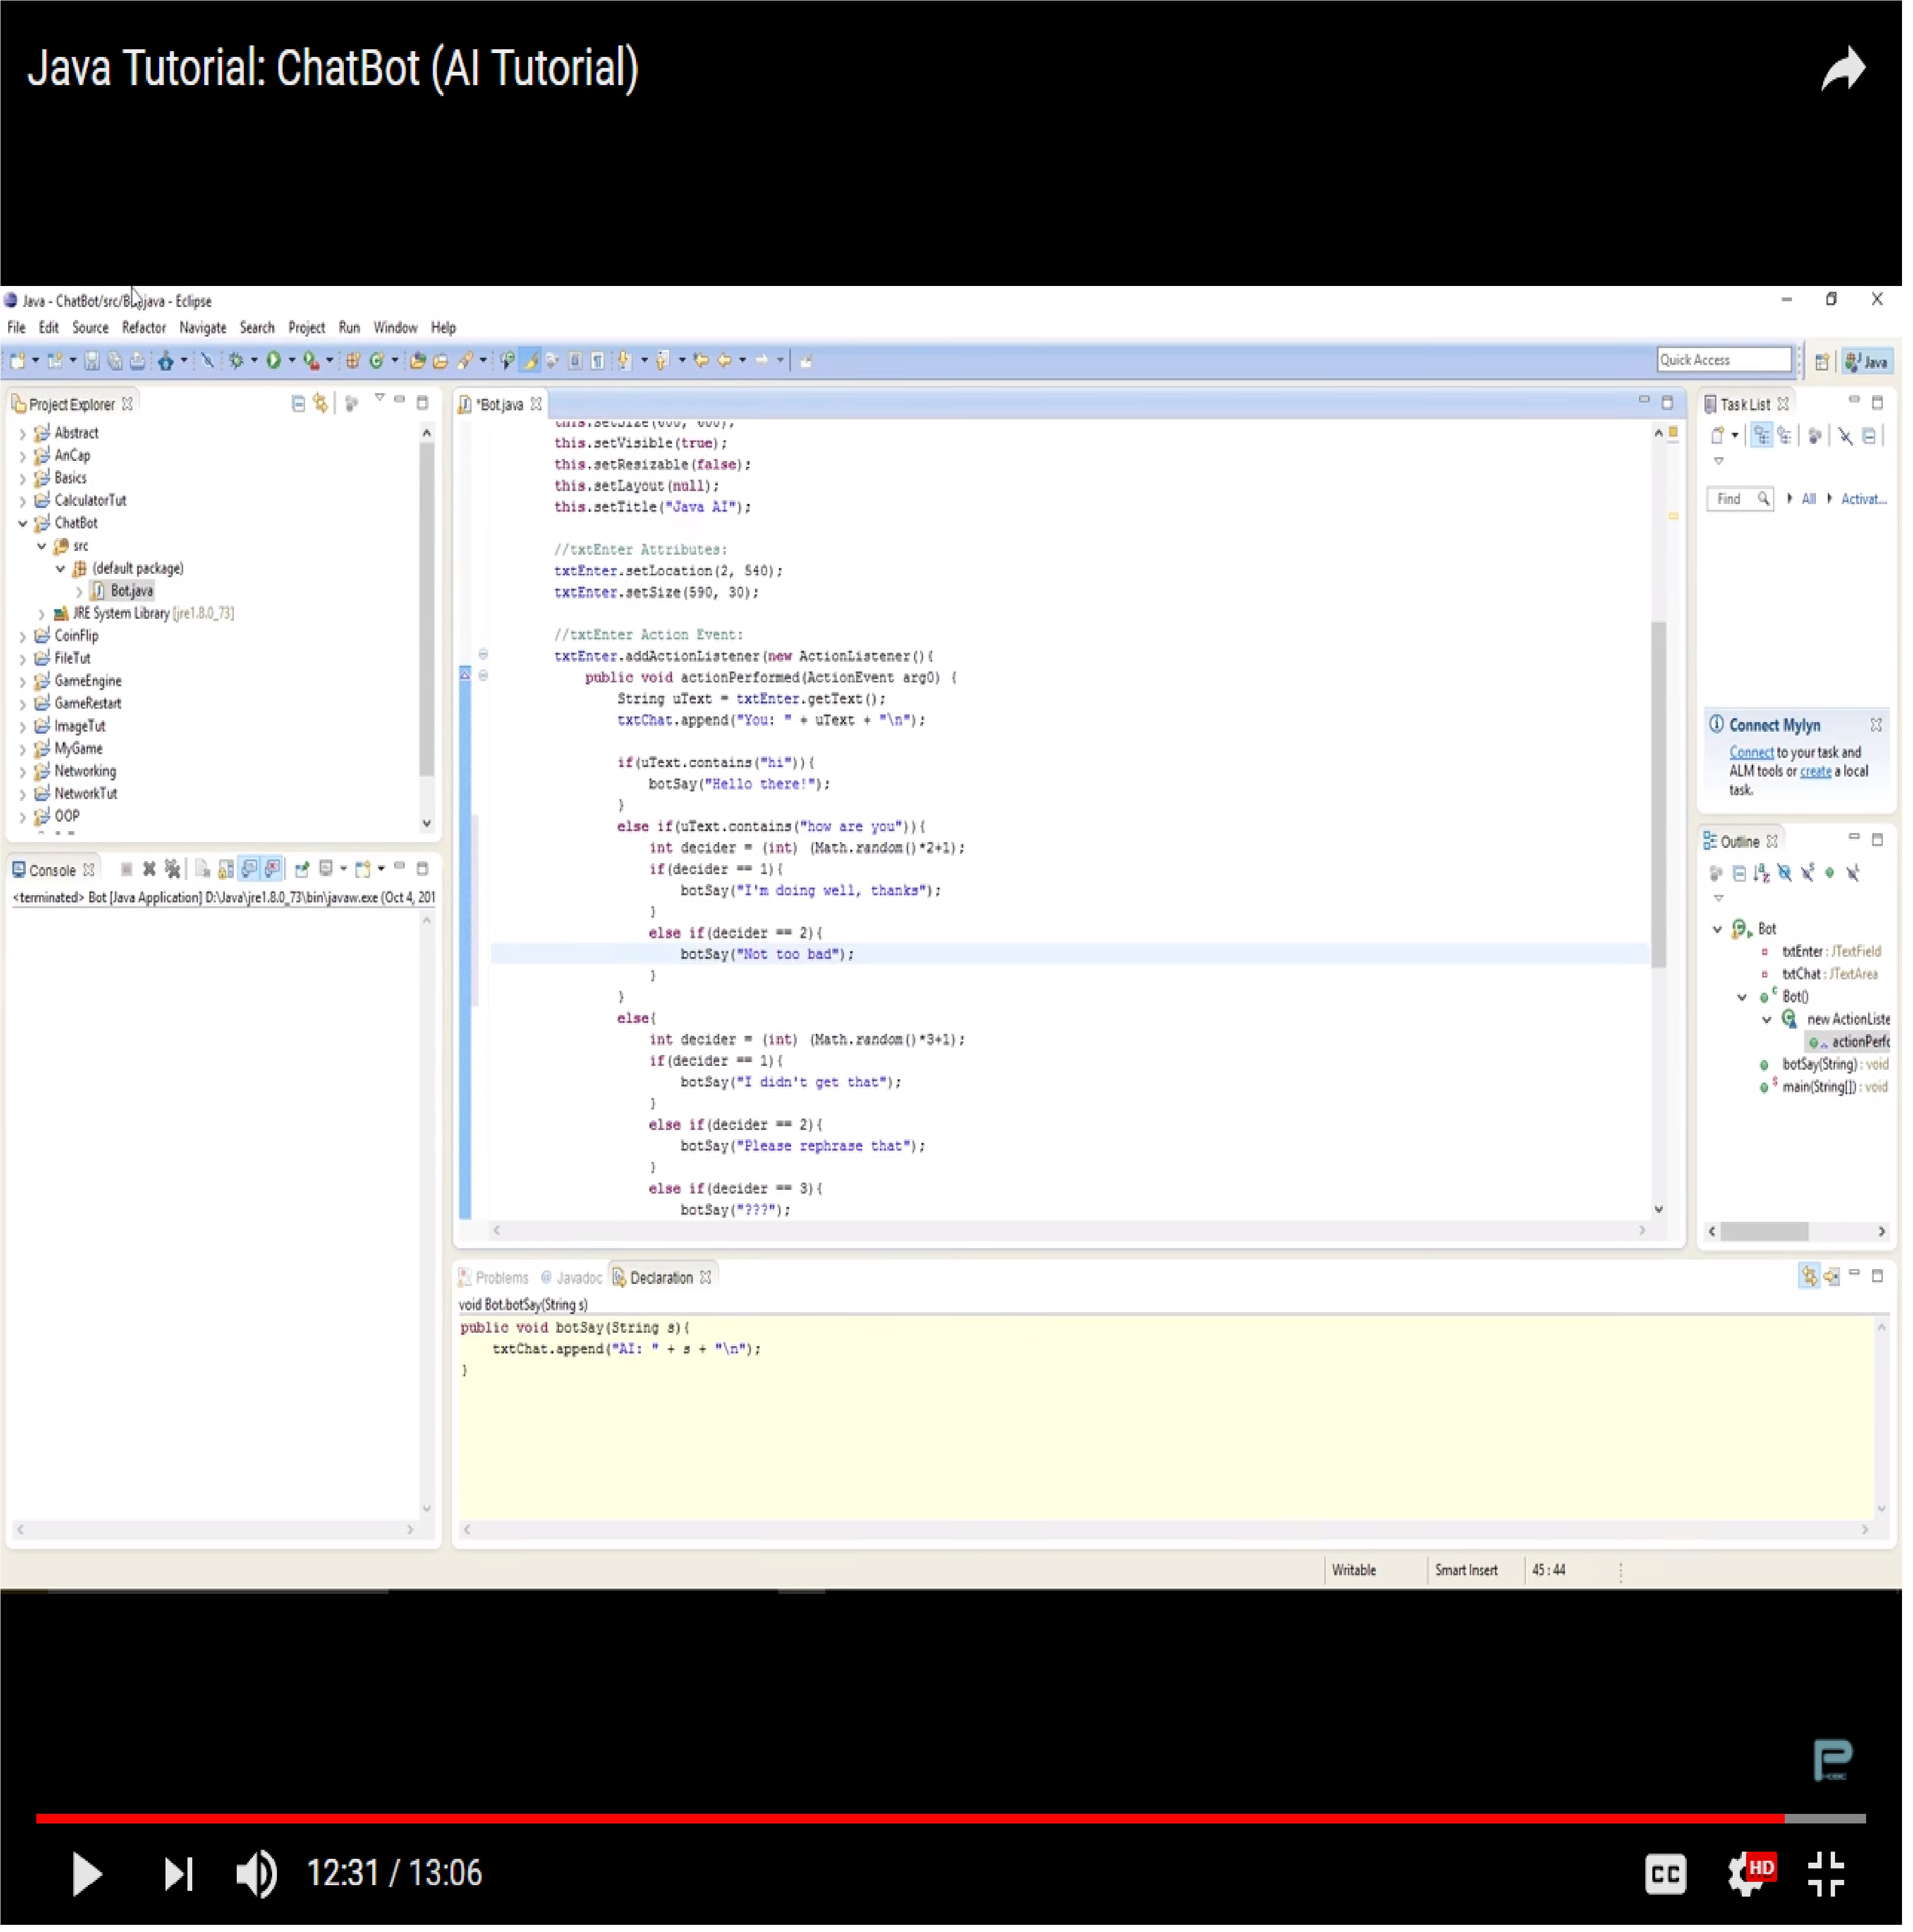 Java Tutorial: ChatBot (AI Tutorial)
Java - ChatBot/src/Bot.java - Eclipse
File Edit Source Refactor Navigate Search Project Run Window Help
Quick Access
Java
Project Explorer
Abstract
AnCap
Basics
CalculatorTut
ChatBot
src
(default package)
Bot.java
JRE System Library [jre1.8.0_73]
CoinFlip
FileTut
GameEngine
GameRestart
ImageTut
MyGame
Networking
NetworkTut
OOP
Console
<terminated> Bot [Java Application] D:\Java\jre1.8.0_73\bin\javaw.exe (Oct 4, 201
*Bot.java
this.setSize(600, 600);
this.setVisible(true);
this.setResizable(false);
this.setLayout(null);
this.setTitle("Java AI");
//txtEnter Attributes:
txtEnter.setLocation(2, 540);
txtEnter.setSize(590, 30);
//txtEnter Action Event:
txtEnter.addActionListener(new ActionListener(){
public void actionPerformed(ActionEvent arg0) {
String uText = txtEnter.getText();
txtChat.append("You: " + uText + "\n");
if(uText.contains("hi")){
botSay("Hello there!");
}
else if(uText.contains("how are you")){
int decider = (int) (Math.random()*2+1);
if(decider == 1){
botSay("I'm doing well, thanks");
}
else if(decider == 2){
botSay("Not too bad");
}
}
else{
int decider = (int) (Math.random()*3+1);
if(decider == 1){
botSay("I didn't get that");
}
else if(decider == 2){
botSay("Please rephrase that");
}
else if(decider == 3){
botSay("???");
Task List
Find All Activat...
Connect Mylyn
Connect to your task and
ALM tools or create a local
task.
Outline
Bot
txtEnter : JTextField
txtChat : JTextArea
Bot()
new ActionListe
actionPerfo
botSay(String) : void
main(String[]) : void
Problems @ Javadoc Declaration
void Bot.botSay(String s)
public void botSay(String s){
txtChat.append("AI: " + s + "\n");
}
Writable Smart Insert 45 : 44
12:31 / 13:06
CC HD